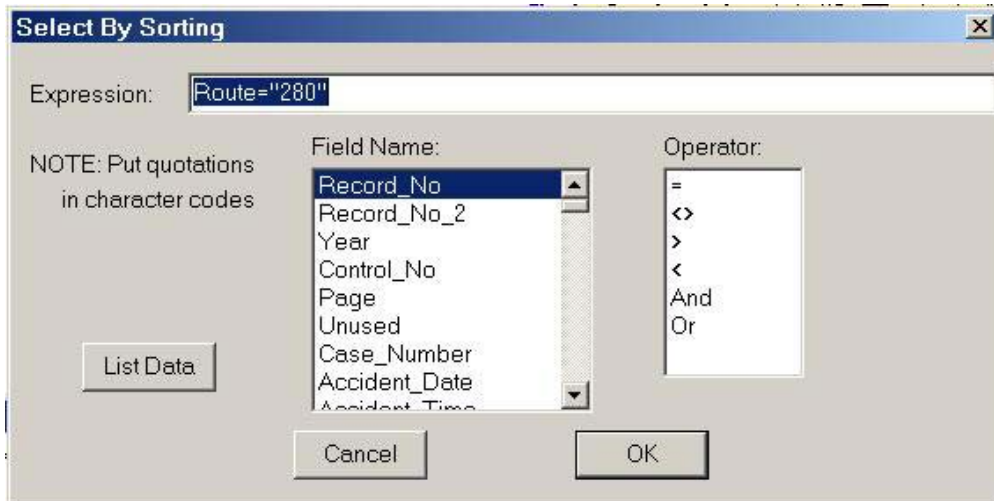 Select By Sorting
Expression: Route="280"
NOTE: Put quotations
in character codes
Field Name:
Record_No
Record_No_2
Year
Control_No
Page
Unused
Case_Number
Accident_Date
Accident_Time
Operator:
=
<>
>
<
And
Or
List Data
Cancel
OK